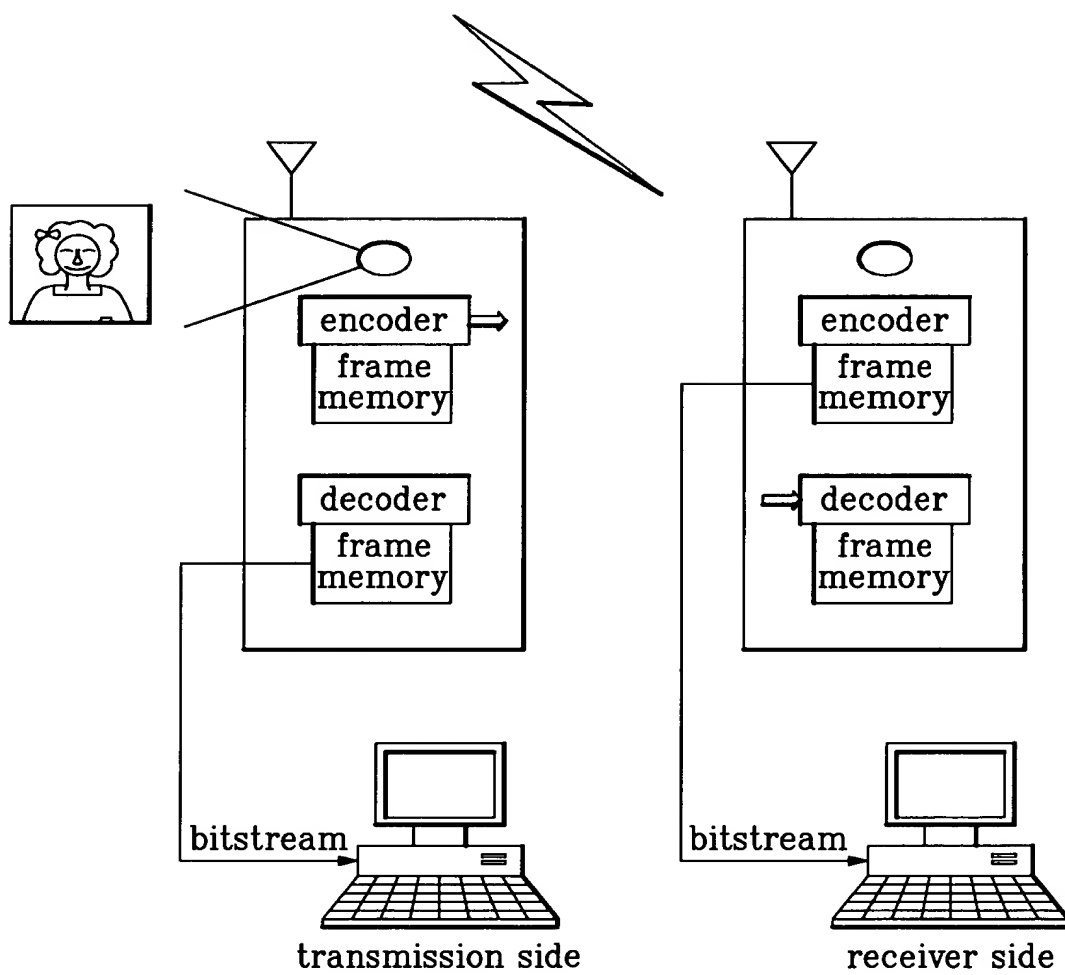 encoder
frame
memory
decoder
frame
memory
bitstream
transmission side
encoder
frame
memory
decoder
frame
memory
bitstream
receiver side